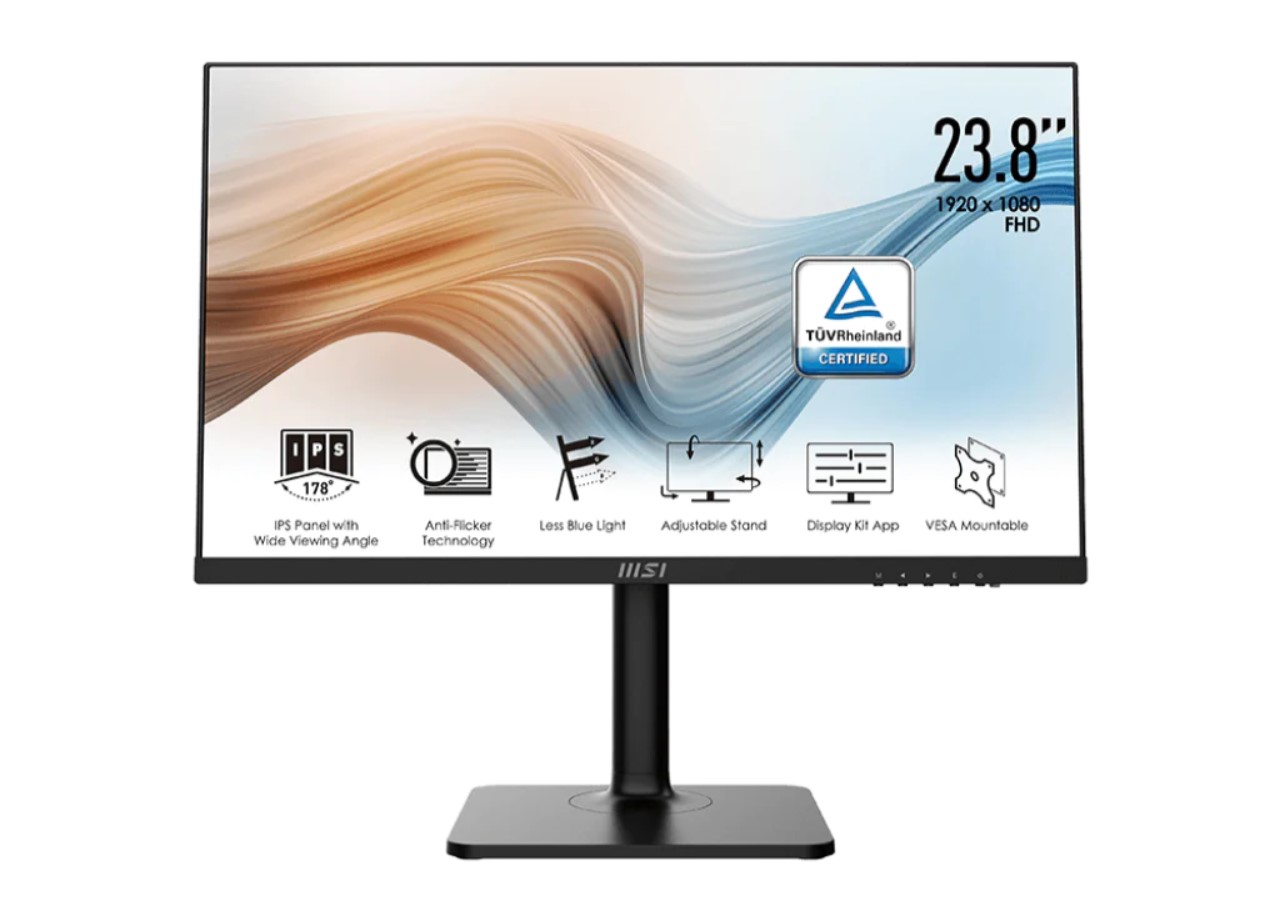 23.8”
1920 x 1080
FHD
TÜVRheinland®
CERTIFIED
IPS
178°
IPS Panel with
Wide Viewing Angle
Anti-Flicker
Technology
Less Blue Light
Adjustable Stand
Display Kit App
VESA Mountable
msi